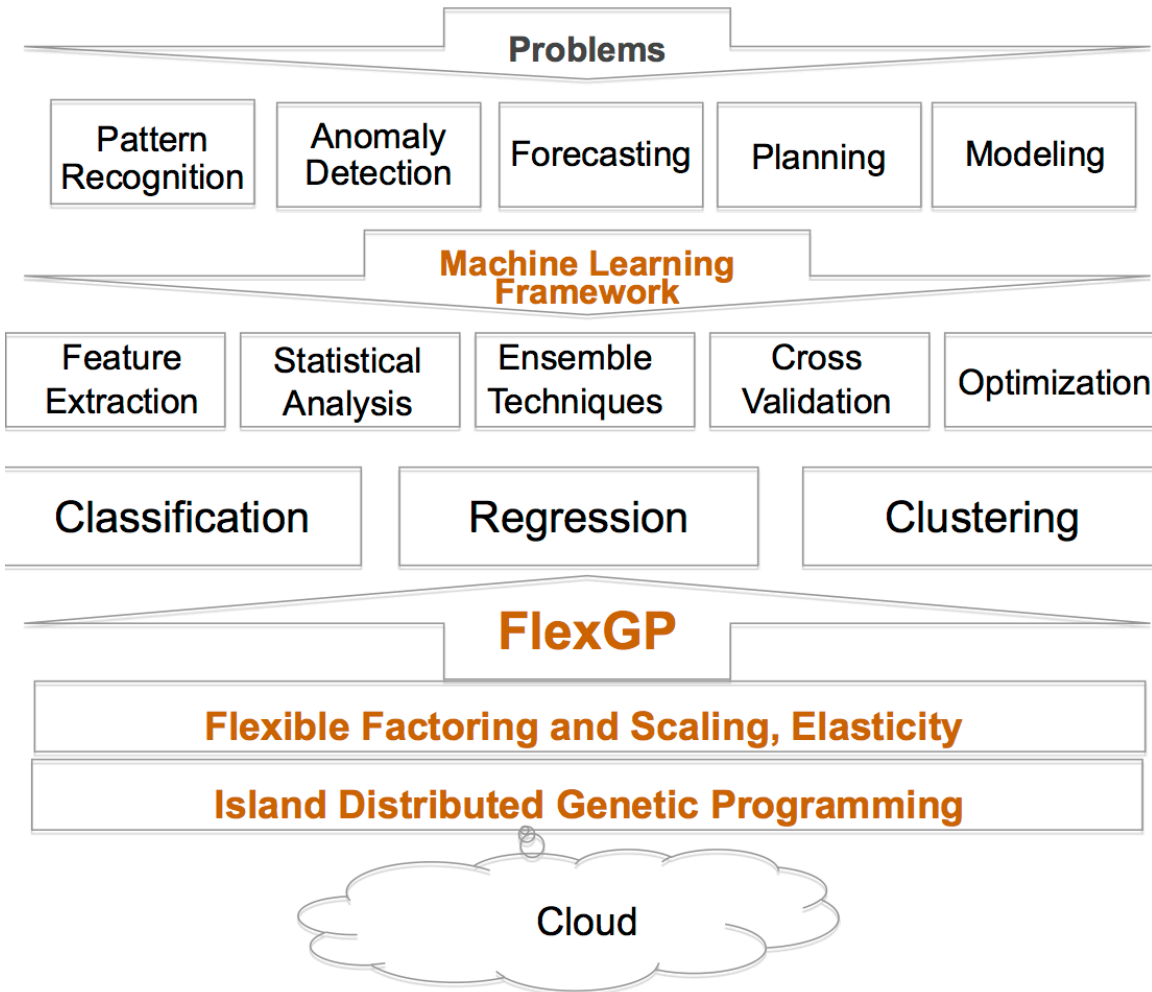 Problems
Pattern
Recognition
Anomaly
Detection
Forecasting
Planning
Modeling
Machine Learning
Framework
Feature
Extraction
Statistical
Analysis
Ensemble
Techniques
Cross
Validation
Optimization
Classification
Regression
Clustering
FlexGP
Flexible Factoring and Scaling, Elasticity
Island Distributed Genetic Programming
Cloud